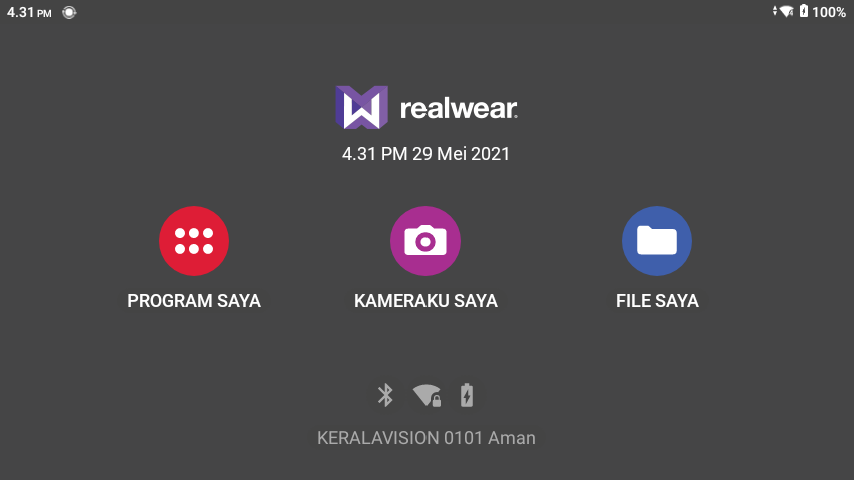 4.31 PM
100%
realwear
4.31 PM 29 Mei 2021
PROGRAM SAYA
KAMERAKU SAYA
FILE SAYA
KERALAVISION 0101 Aman